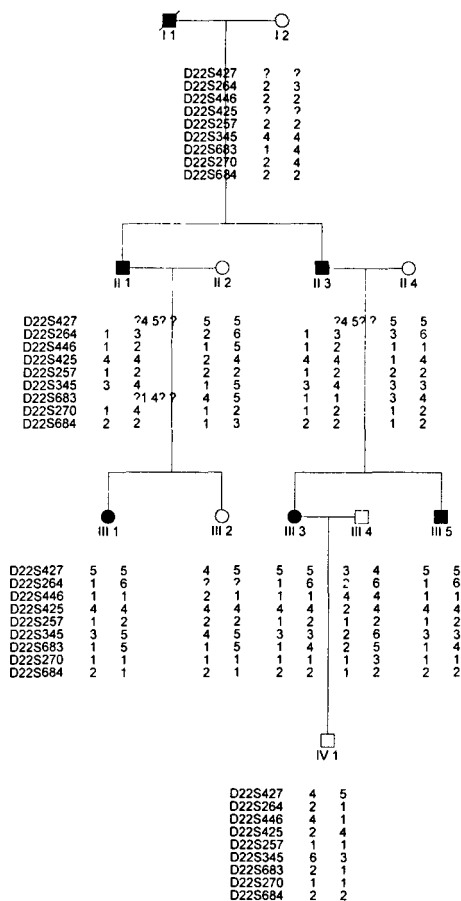 I 1 I 2
D22S427 ? ?
D22S264 2 3
D22S446 2 2
D22S425 ? ?
D22S257 2 2
D22S345 4 4
D22S683 1 4
D22S270 2 4
D22S684 2 2
II 1 II 2 II 3 II 4
D22S427 ?4 5? ? 5 5 ?4 5? ? 5 5
D22S264 1 3 2 6 1 3 3 6
D22S446 1 2 1 5 1 2 1 1
D22S425 4 4 2 4 4 4 1 4
D22S257 1 2 2 2 1 2 2 2
D22S345 3 4 1 5 3 4 3 3
D22S683 ?1 4? ? 4 5 1 1 3 4
D22S270 1 4 1 2 1 2 1 2
D22S684 2 2 1 3 2 2 1 2
III 1 III 2 III 3 III 4 III 5
D22S427 5 5 4 5 5 5 3 4 5 5
D22S264 1 6 ? ? 1 6 2 6 1 6
D22S446 1 1 2 1 1 1 4 4 1 1
D22S425 4 4 4 4 4 4 2 4 4 4
D22S257 1 2 2 2 1 2 1 2 1 2
D22S345 3 5 4 5 3 3 2 6 3 3
D22S683 1 5 1 5 1 4 2 5 1 4
D22S270 1 1 1 1 1 1 1 3 1 1
D22S684 2 1 2 1 2 2 1 2 2 2
IV 1
D22S427 4 5
D22S264 2 1
D22S446 4 1
D22S425 2 4
D22S257 1 1
D22S345 6 3
D22S683 2 1
D22S270 1 1
D22S684 2 2